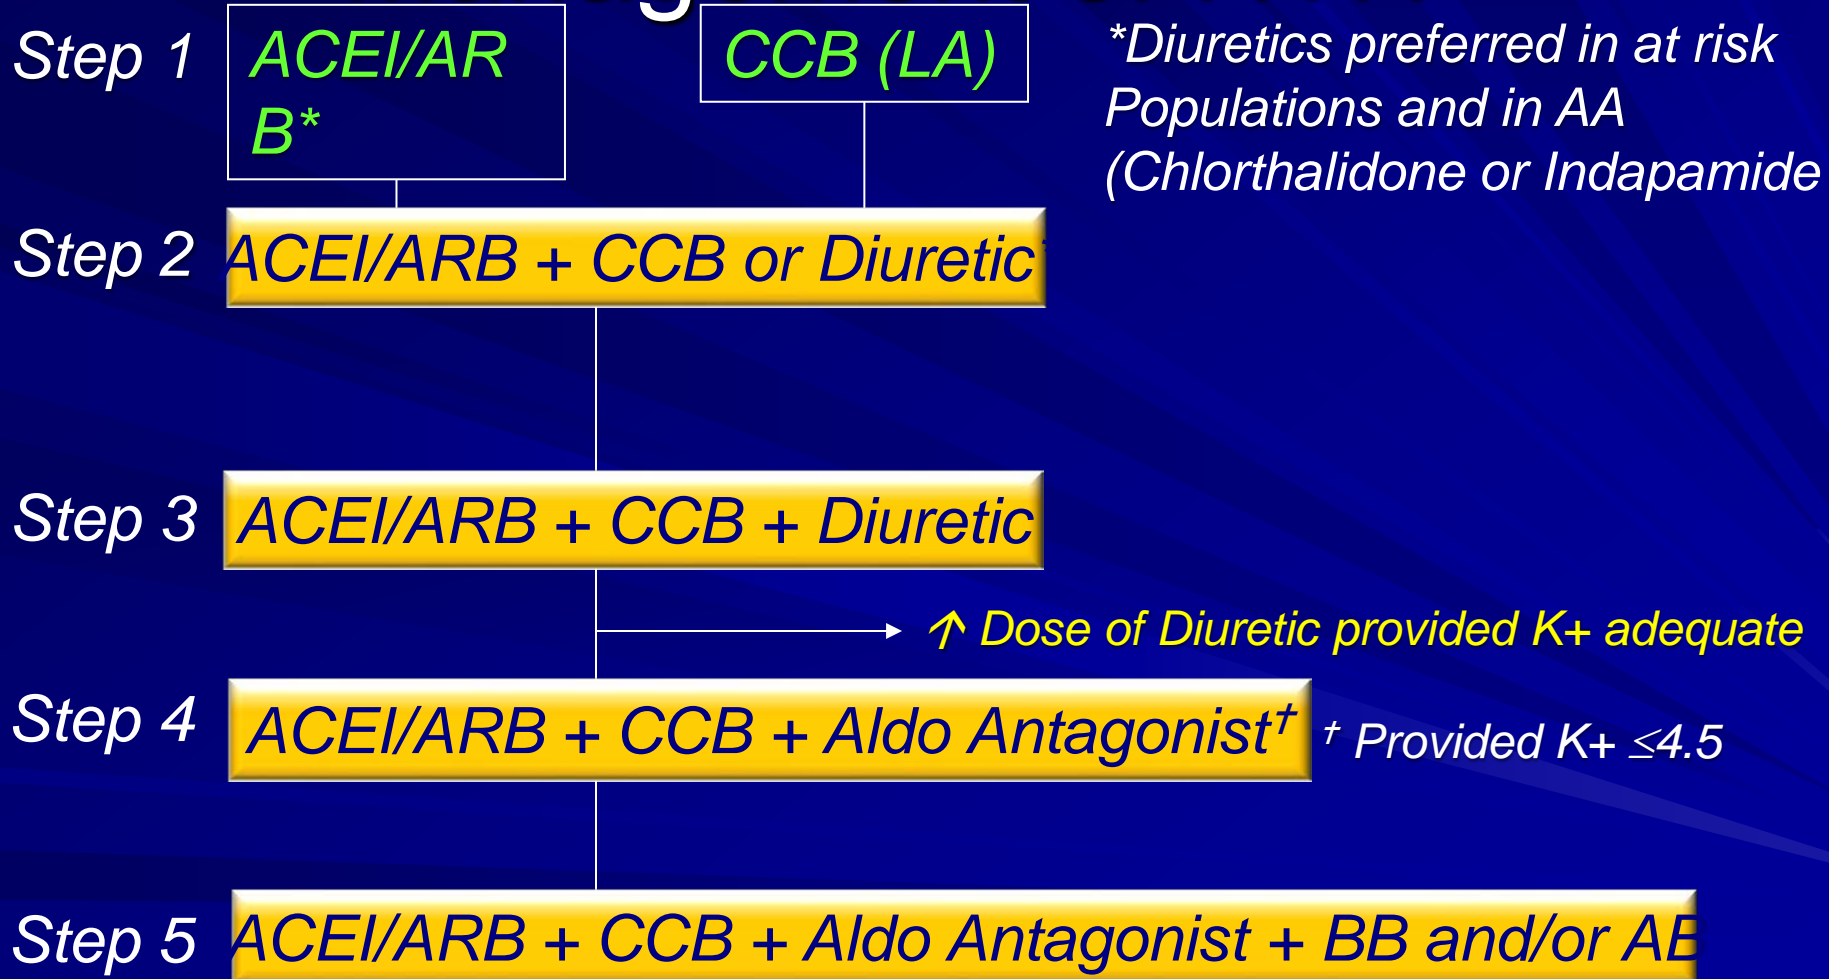 Step 1
ACEI/AR
B*
CCB (LA)
*Diuretics preferred in at risk
Populations and in AA
(Chlorthalidone or Indapamide
Step 2
ACEI/ARB + CCB or Diuretic
Step 3
ACEI/ARB + CCB + Diuretic
↑ Dose of Diuretic provided K+ adequate
Step 4
ACEI/ARB + CCB + Aldo Antagonist†
† Provided K+ ≤4.5
Step 5
ACEI/ARB + CCB + Aldo Antagonist + BB and/or AB